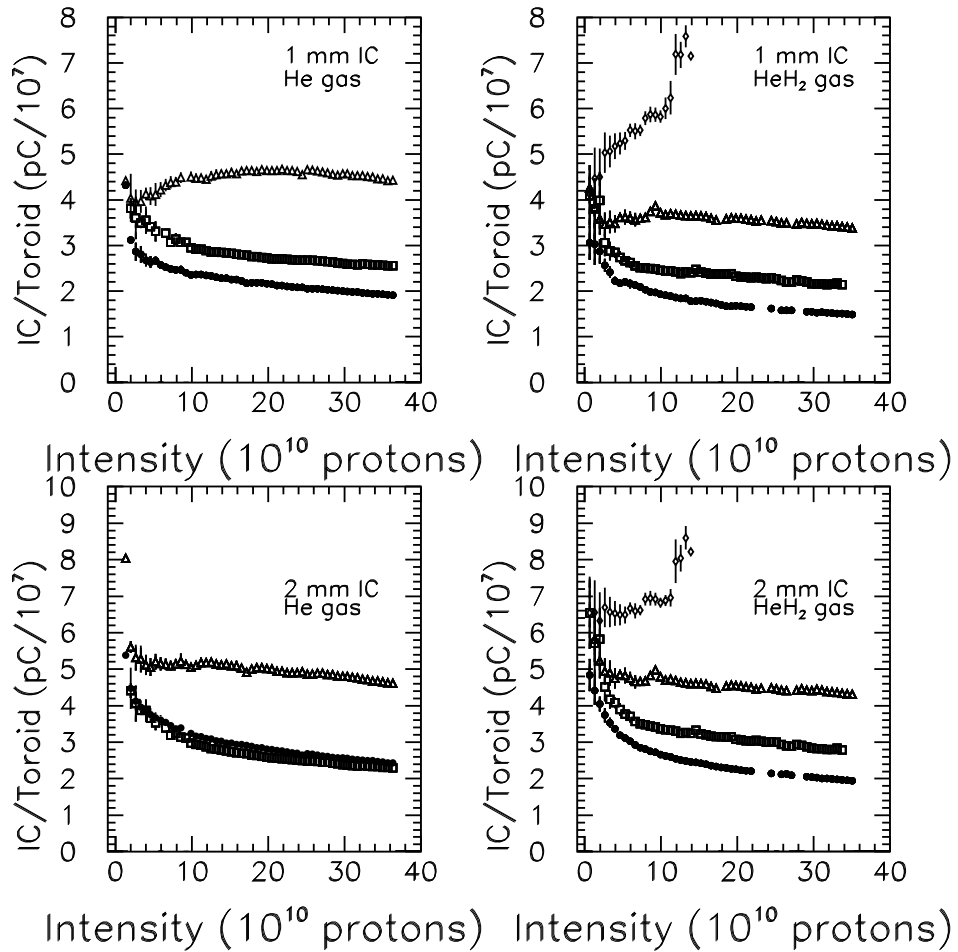 IC/Toroid (pC/10⁷)
8
7
6
5
4
3
2
1
0
1 mm IC
He gas
0 10 20 30 40
Intensity (10¹⁰ protons)
IC/Toroid (pC/10⁷)
8
7
6
5
4
3
2
1
0
1 mm IC
HeH₂ gas
0 10 20 30 40
Intensity (10¹⁰ protons)
IC/Toroid (pC/10⁷)
10
9
8
7
6
5
4
3
2
1
0
2 mm IC
He gas
0 10 20 30 40
Intensity (10¹⁰ protons)
IC/Toroid (pC/10⁷)
10
9
8
7
6
5
4
3
2
1
0
2 mm IC
HeH₂ gas
0 10 20 30 40
Intensity (10¹⁰ protons)